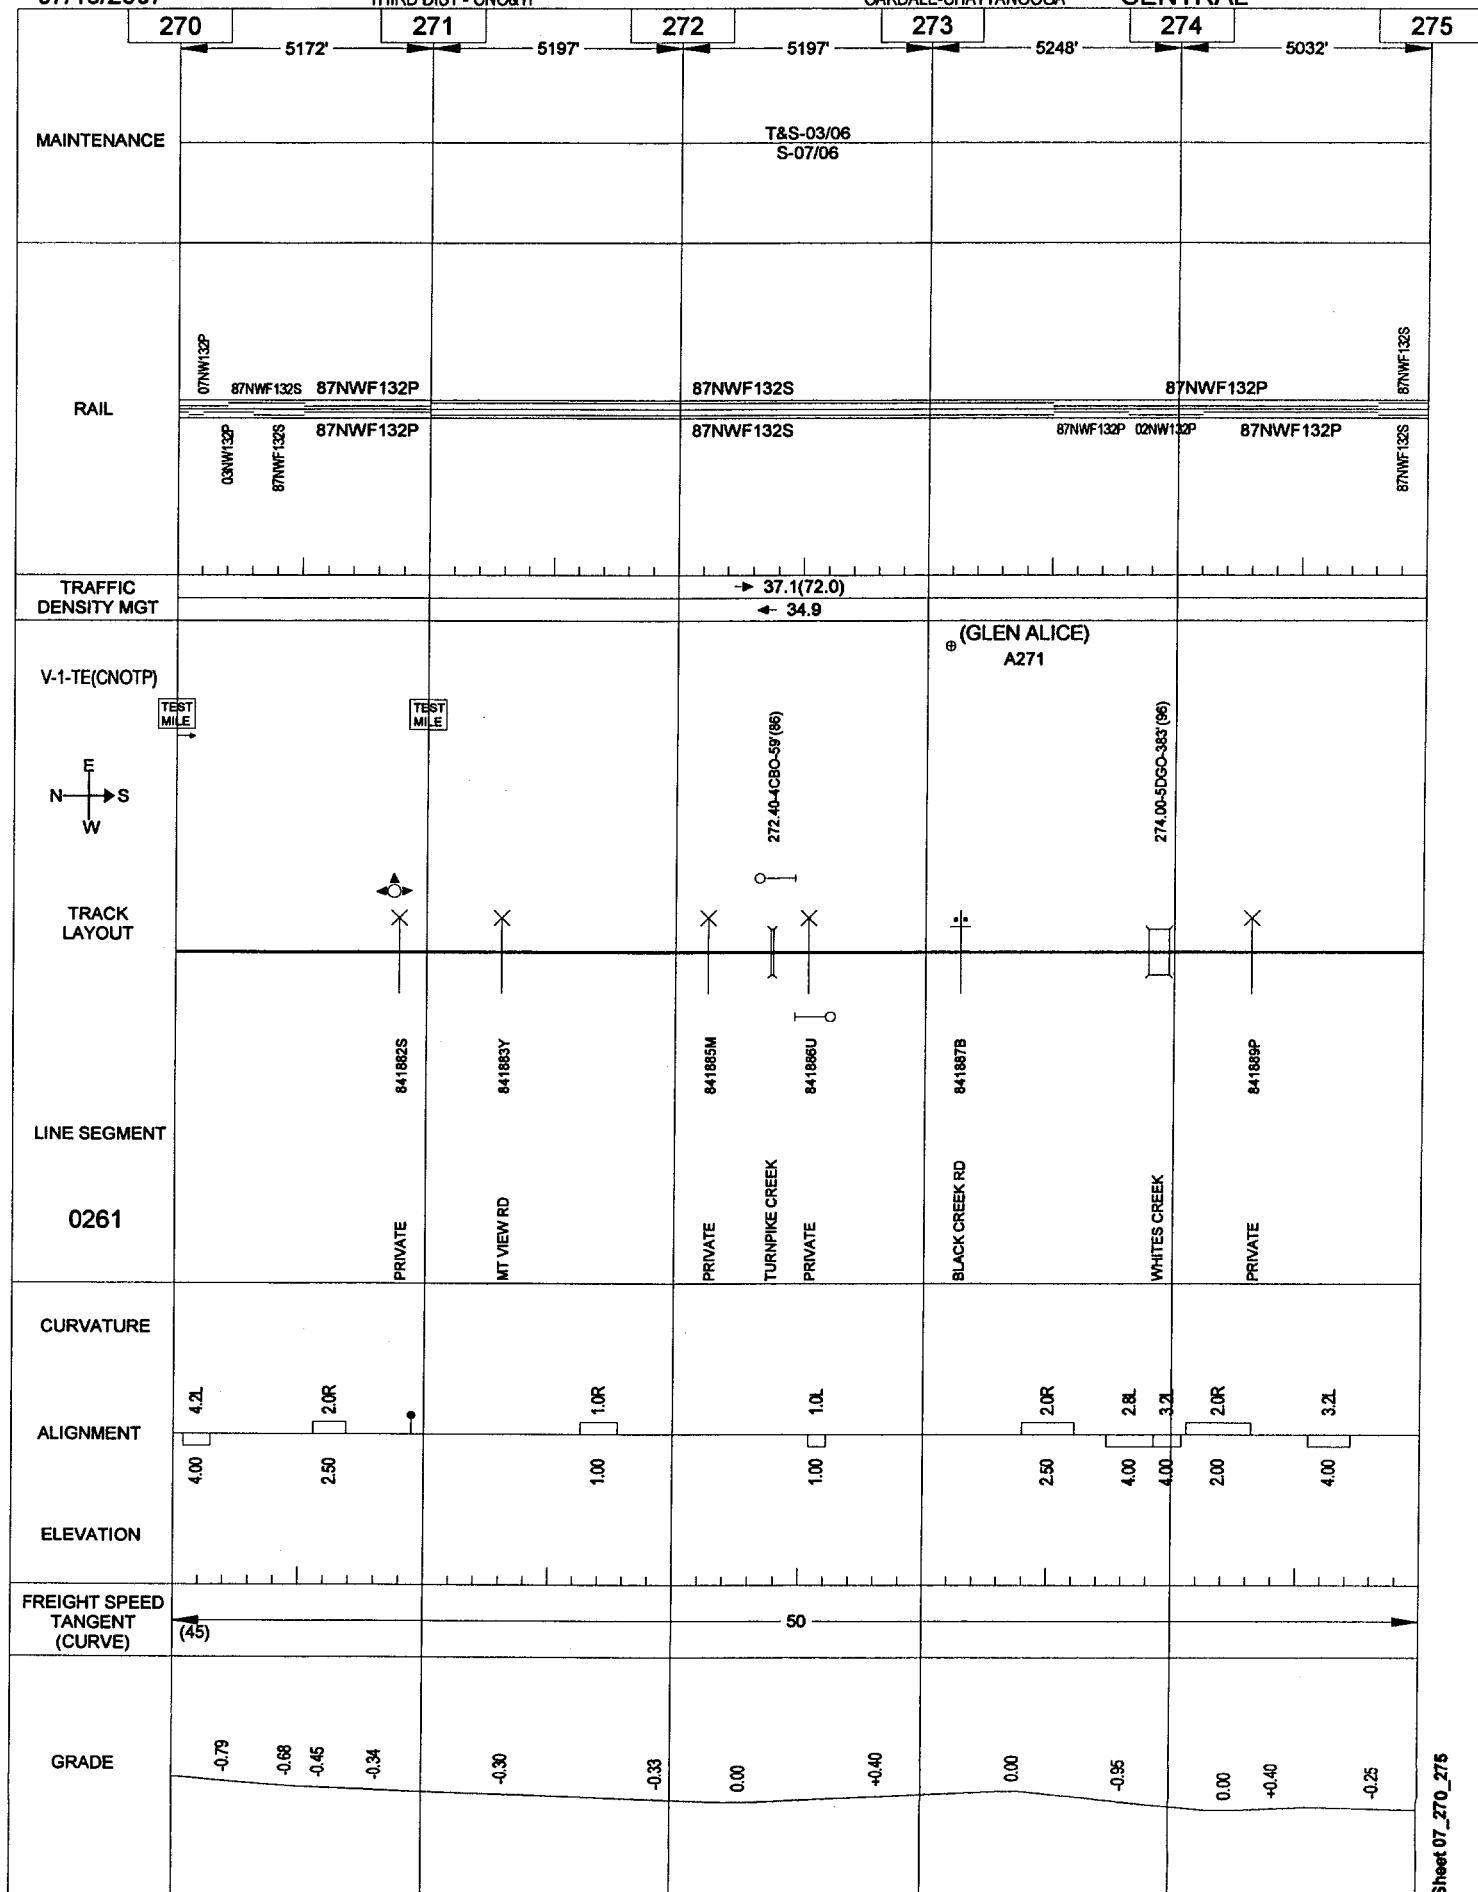 270 271 272 273 274 275
5172' 5197' 5197' 5248' 5032'
MAINTENANCE
T&S-03/06
S-07/06
RAIL
07NW132P
87NWF132S 87NWF132P 87NWF132S 87NWF132P
87NWF132S
03NW132P
87NWF132S
87NWF132P 87NWF132S 87NWF132P 02NW132P 87NWF132P
87NWF132S
TRAFFIC
DENSITY MGT
37.1(72.0)
34.9
(GLEN ALICE)
A271
V-1-TE(CNOTP)
TEST
MILE
TEST
MILE
E
N S
W
272.40-4CBO-59'(86)
274.00-5DGO-383'(96)
TRACK
LAYOUT
841882S
841883Y
841885M
841886U
841887B
841889P
LINE SEGMENT
0261
PRIVATE
MT VIEW RD
PRIVATE
TURNPIKE CREEK
PRIVATE
BLACK CREEK RD
WHITES CREEK
PRIVATE
CURVATURE
4.2L 2.0R 1.0R 1.0L 2.0R 2.8L 3.2L 2.0R 3.2L
ALIGNMENT
4.00 2.50 1.00 1.00 2.50 4.00 4.00 2.00 4.00
ELEVATION
FREIGHT SPEED
TANGENT
(CURVE)
(45)
50
GRADE
-0.79 -0.68 -0.45 -0.34 -0.30 -0.33 0.00 +0.40 0.00 -0.95 0.00 +0.40 -0.25
Sheet 07_270_275